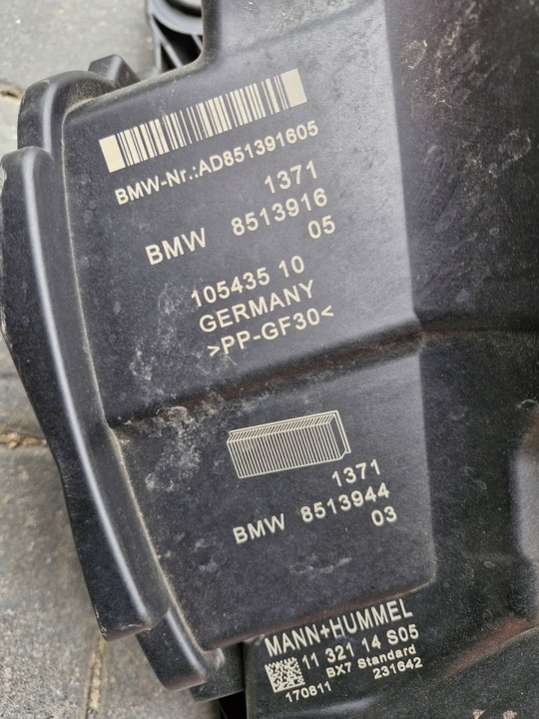 BMW-Nr.:AD851391605
1371
BMW 8513916
05
105435 10
GERMANY
>PP-GF30<
1371
BMW 8513944
03
MANN+HUMMEL
11 321 14 S05
BX7 Standard
170811 231642